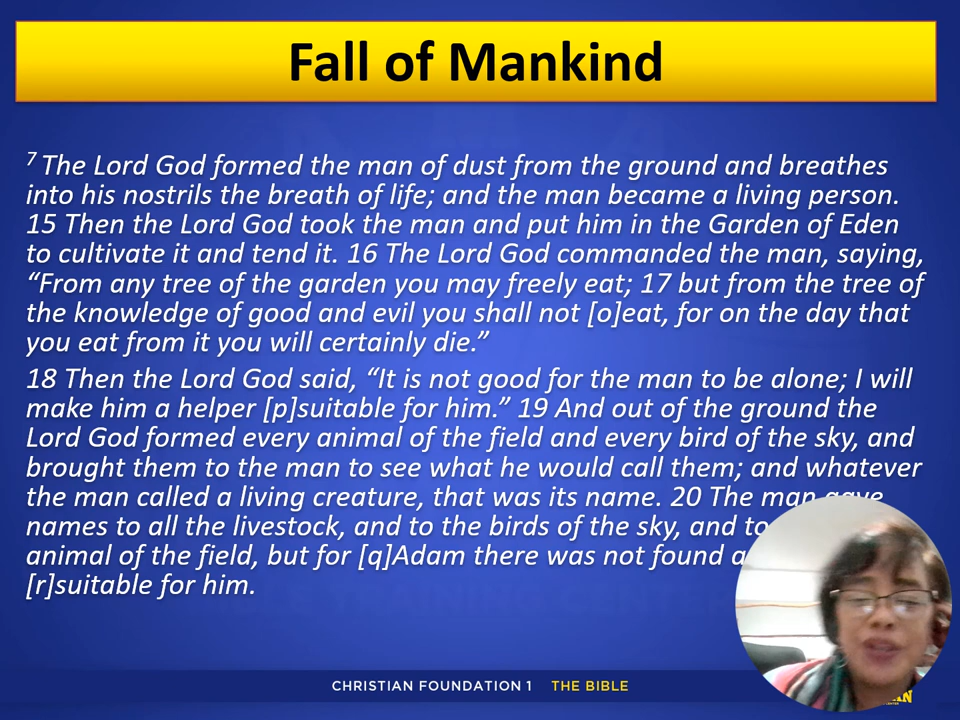 Fall of Mankind
7 The Lord God formed the man of dust from the ground and breathes
into his nostrils the breath of life; and the man became a living person.
15 Then the Lord God took the man and put him in the Garden of Eden
to cultivate it and tend it. 16 The Lord God commanded the man, saying,
“From any tree of the garden you may freely eat; 17 but from the tree of
the knowledge of good and evil you shall not [o]eat, for on the day that
you eat from it you will certainly die.”
18 Then the Lord God said, “It is not good for the man to be alone; I will
make him a helper [p]suitable for him.” 19 And out of the ground the
Lord God formed every animal of the field and every bird of the sky, and
brought them to the man to see what he would call them; and whatever
the man called a living creature, that was its name. 20 The man gave
names to all the livestock, and to the birds of the sky, and to
animal of the field, but for [q]Adam there was not found a
[r]suitable for him.
CHRISTIAN FOUNDATION 1 THE BIBLE